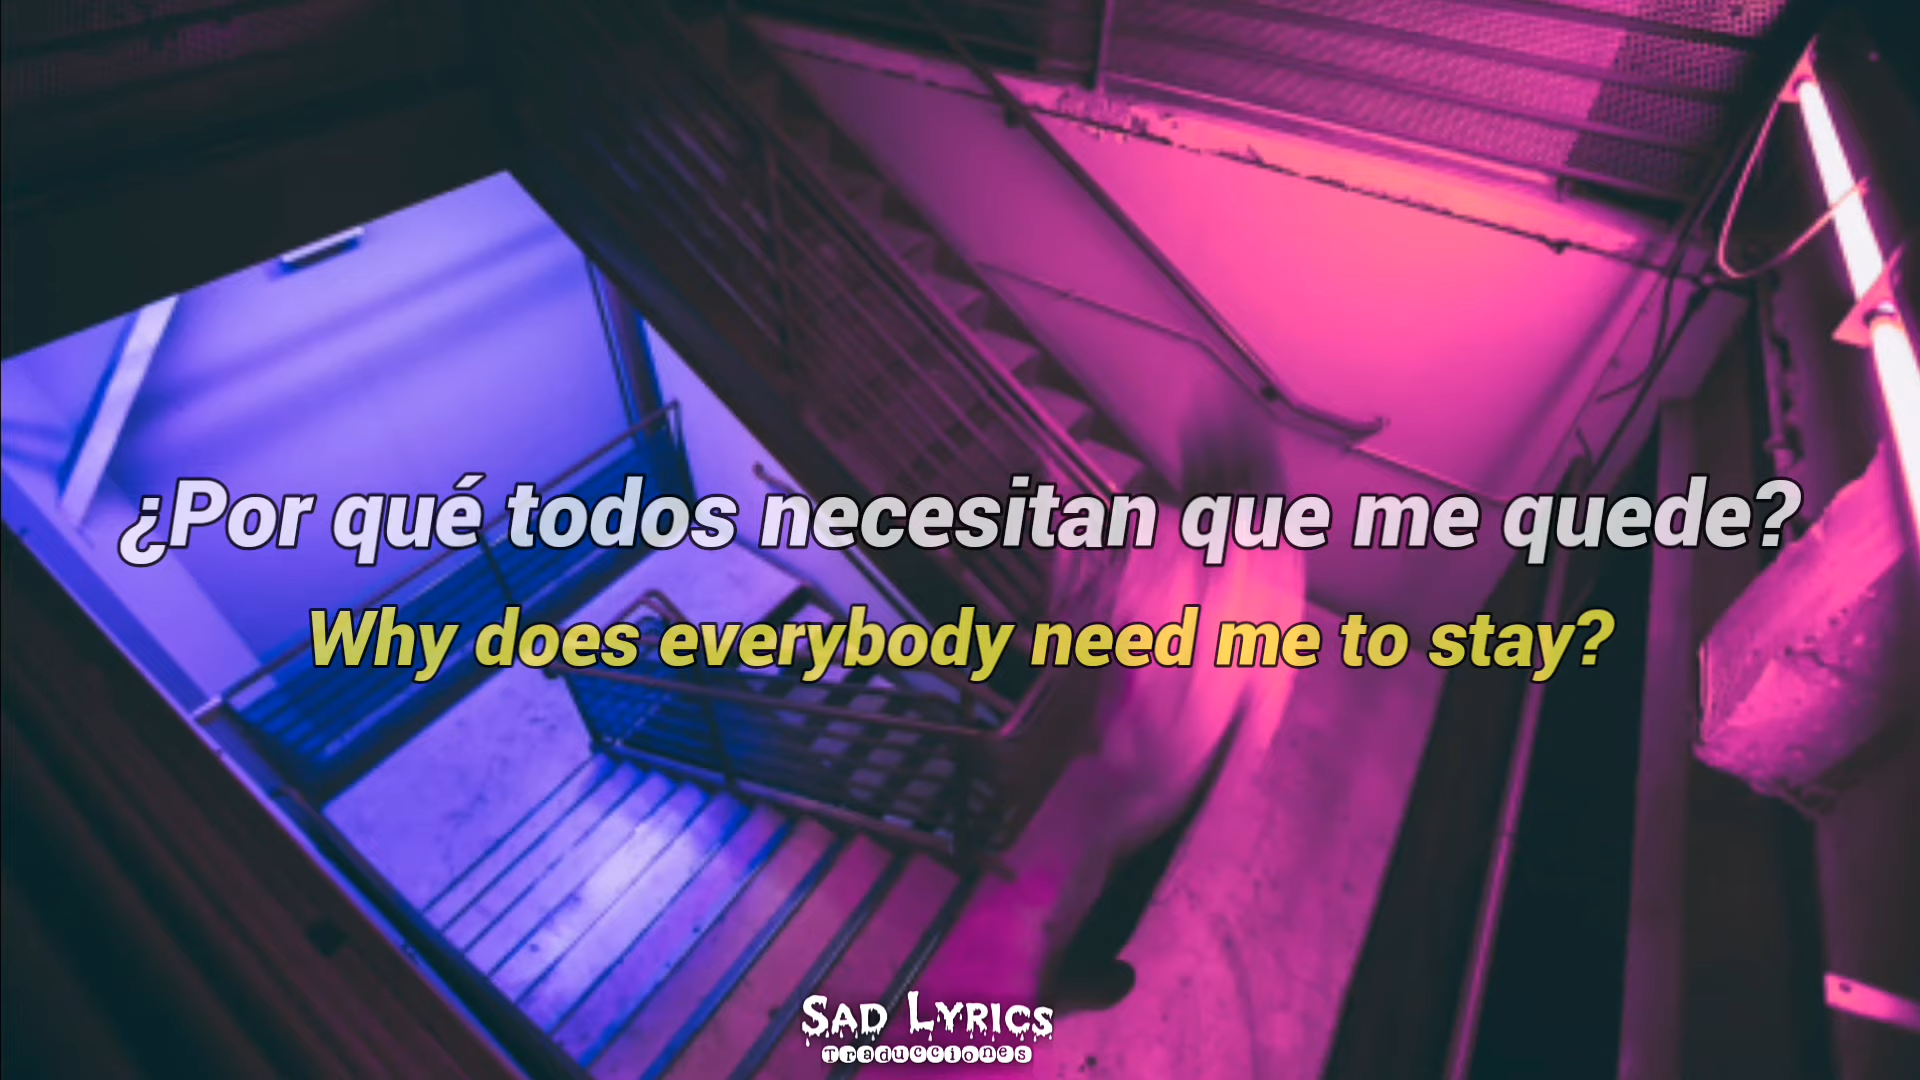 ¿Por qué todos necesitan que me quede?
Why does everybody need me to stay?
SAD LYRICS
Traducciones